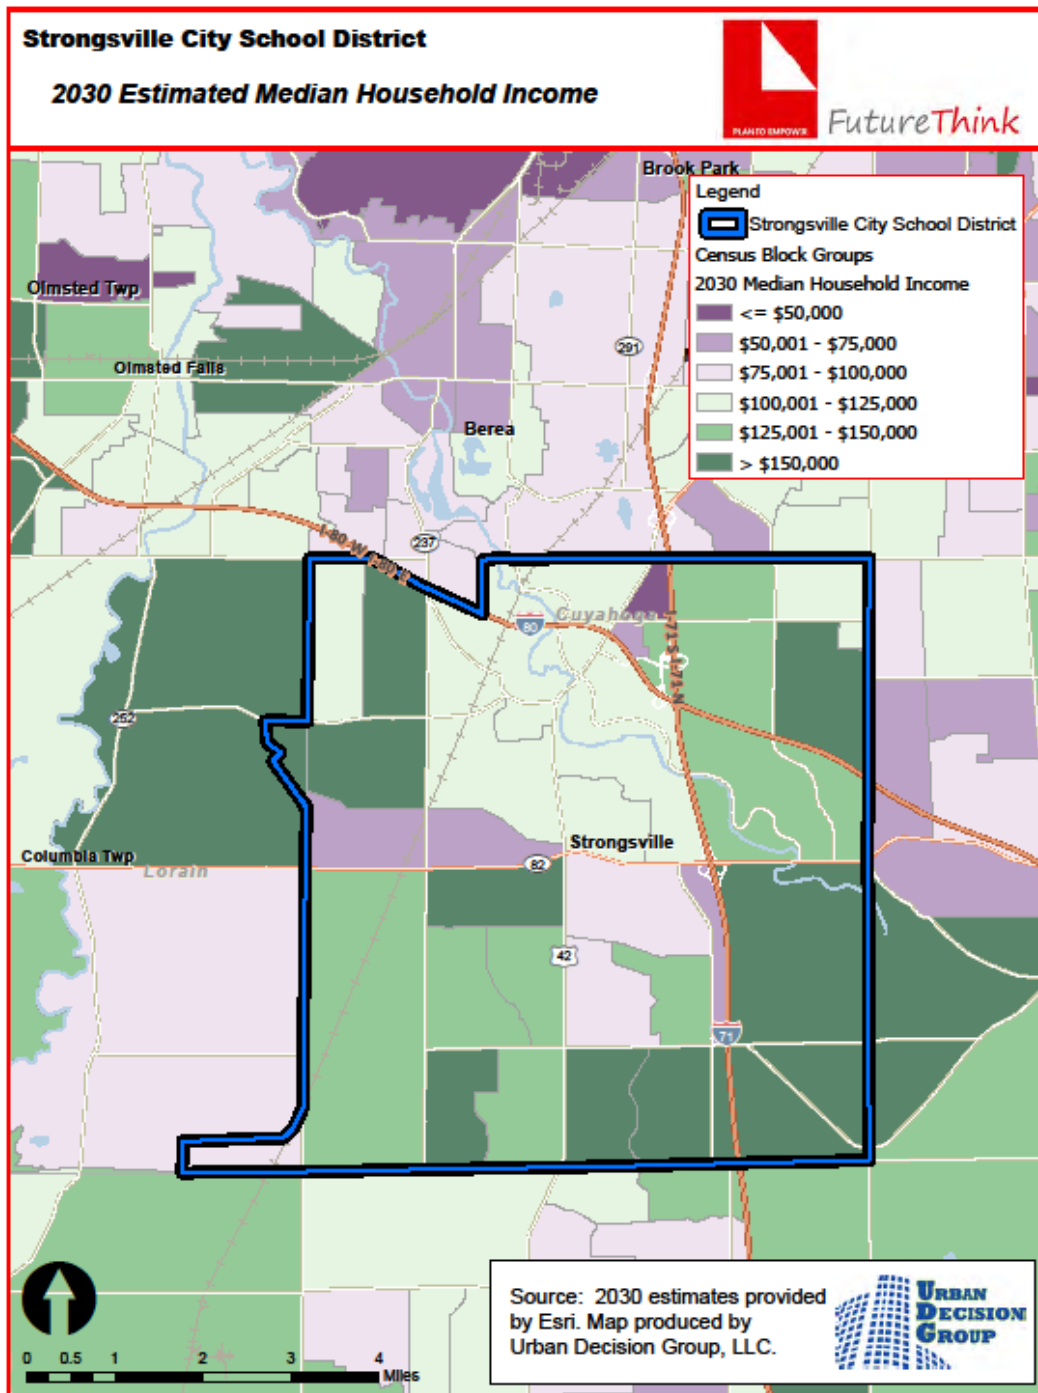 Strongsville City School District
2030 Estimated Median Household Income
PLAN TO EMPOWER
FutureThink
Brook Park
Legend
Strongsville City School District
Census Block Groups
2030 Median Household Income
<= $50,000
$50,001 - $75,000
$75,001 - $100,000
$100,001 - $125,000
$125,001 - $150,000
> $150,000
Olmsted Twp
291
Olmsted Falls
Berea
I-80-W I-80-E
237
Cuyahoga
80
I-71-S I-71-N
252
Strongsville
Columbia Twp
82
Lorain
42
71
Source: 2030 estimates provided
by Esri. Map produced by
Urban Decision Group, LLC.
URBAN
DECISION
GROUP
0 0.5 1 2 3 4
Miles